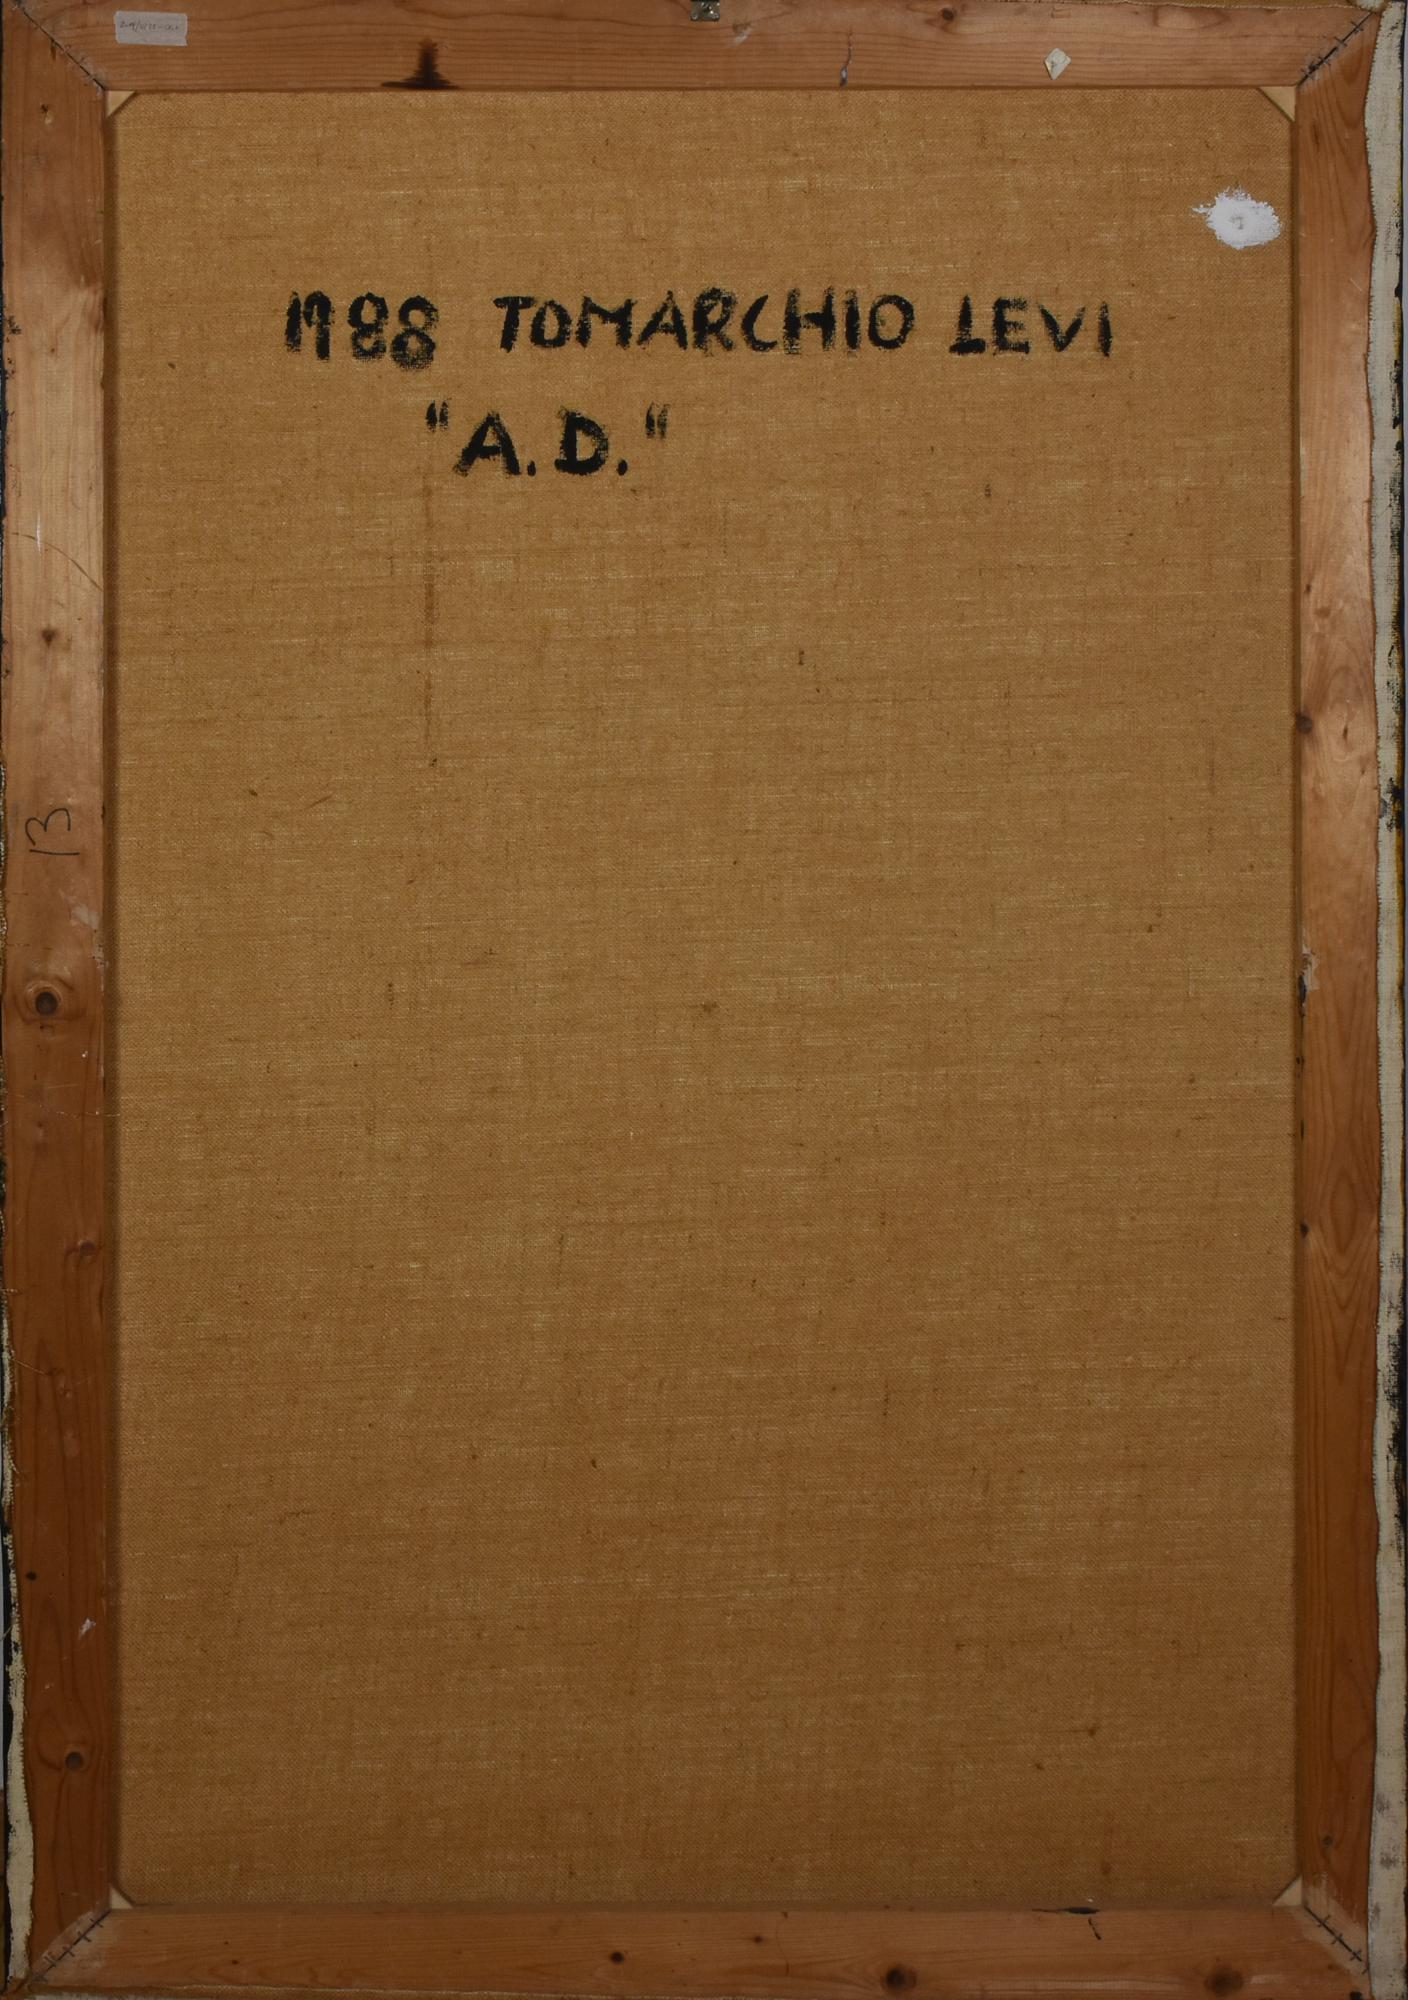 1988 TOMARCHIO LEVI
"A.D."
13